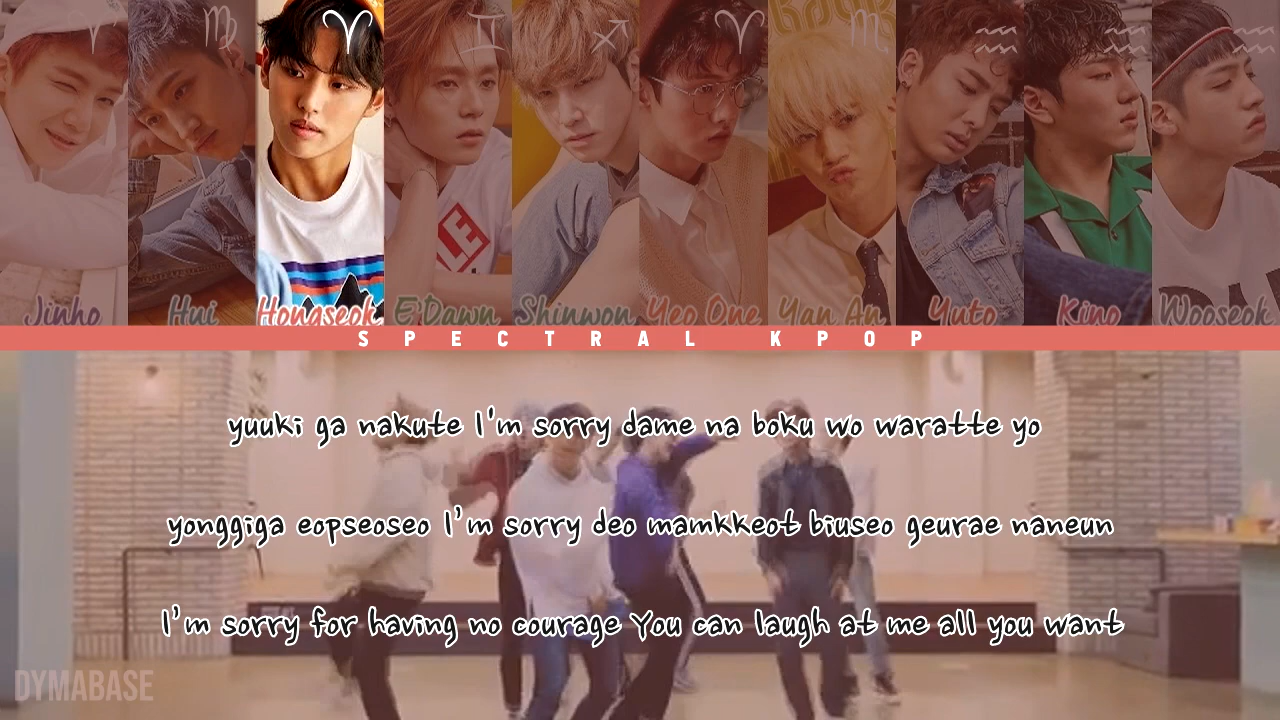 Jinho Hui Hongseok E'Dawn Shinwon Yeo One Yan An Yuto Kino Wooseok
SPECTRAL KPOP
yuuki ga nakute I'm sorry dame na boku wo waratte yo
yonggiga eopseoseo I'm sorry deo mamkkeot biuseo geurae naneun
I'm sorry for having no courage You can laugh at me all you want
DYMABASE